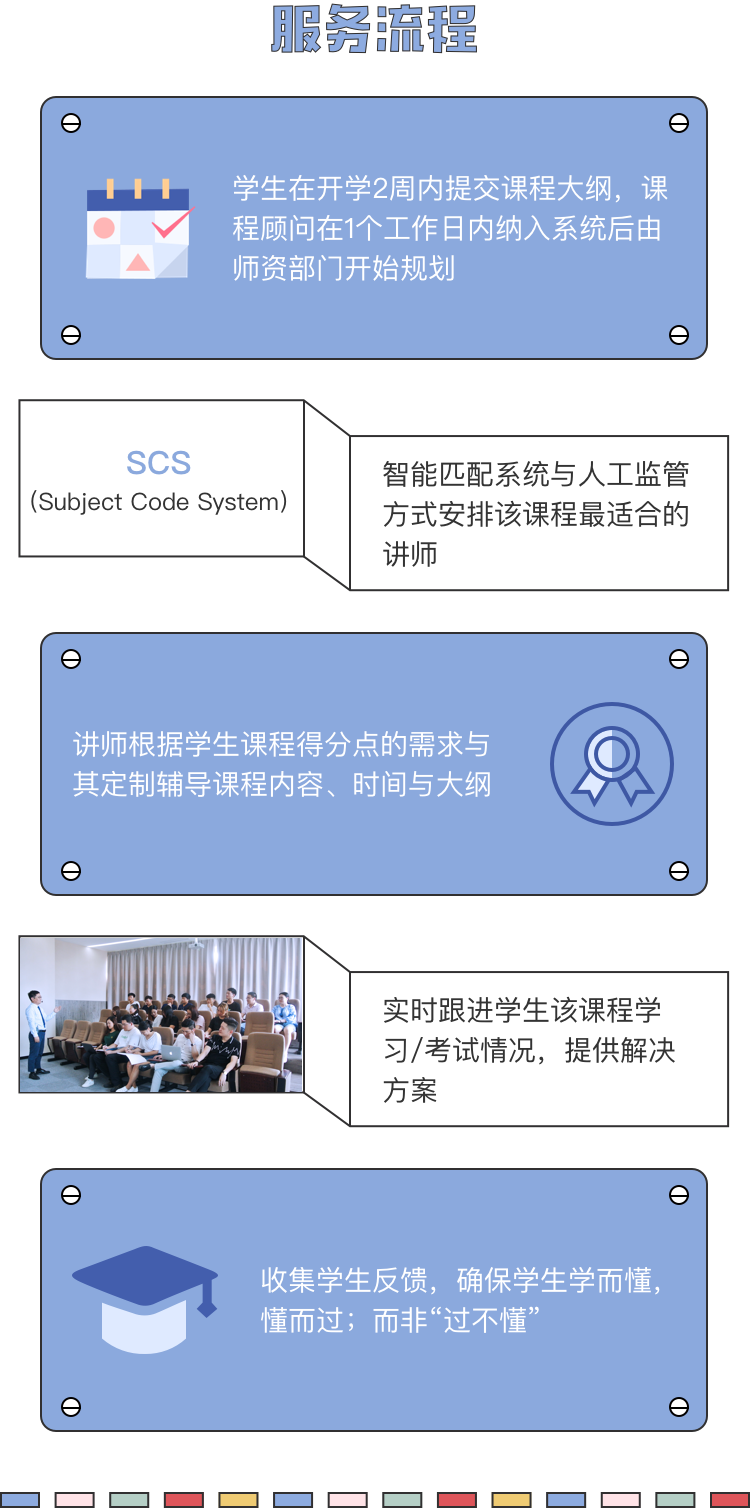 服务流程
学生在开学2周内提交课程大纲，课
程顾问在1个工作日内纳入系统后由
师资部门开始规划
SCS
（Subject Code System）
智能匹配系统与人工监管
方式安排该课程最适合的
讲师
讲师根据学生课程得分点的需求与
其定制辅导课程内容、时间与大纲
实时跟进学生该课程学
习/考试情况，提供解决
方案
收集学生反馈，确保学生学而懂，
懂而过；而非“过不懂”